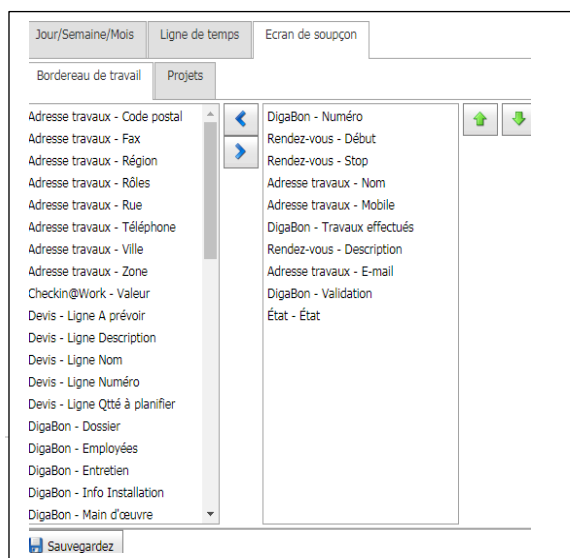 Jour/Semaine/Mois Ligne de temps Ecran de soupçon
Bordereau de travail Projets
Adresse travaux - Code postal
Adresse travaux - Fax
Adresse travaux - Région
Adresse travaux - Rôles
Adresse travaux - Rue
Adresse travaux - Téléphone
Adresse travaux - Ville
Adresse travaux - Zone
Checkin@Work - Valeur
Devis - Ligne A prévoir
Devis - Ligne Description
Devis - Ligne Nom
Devis - Ligne Numéro
Devis - Ligne Qtté à planifier
DigaBon - Dossier
DigaBon - Employées
DigaBon - Entretien
DigaBon - Info Installation
DigaBon - Main d'œuvre
DigaBon - Numéro
Rendez-vous - Début
Rendez-vous - Stop
Adresse travaux - Nom
Adresse travaux - Mobile
DigaBon - Travaux effectués
Rendez-vous - Description
Adresse travaux - E-mail
DigaBon - Validation
État - État
Sauvegardez